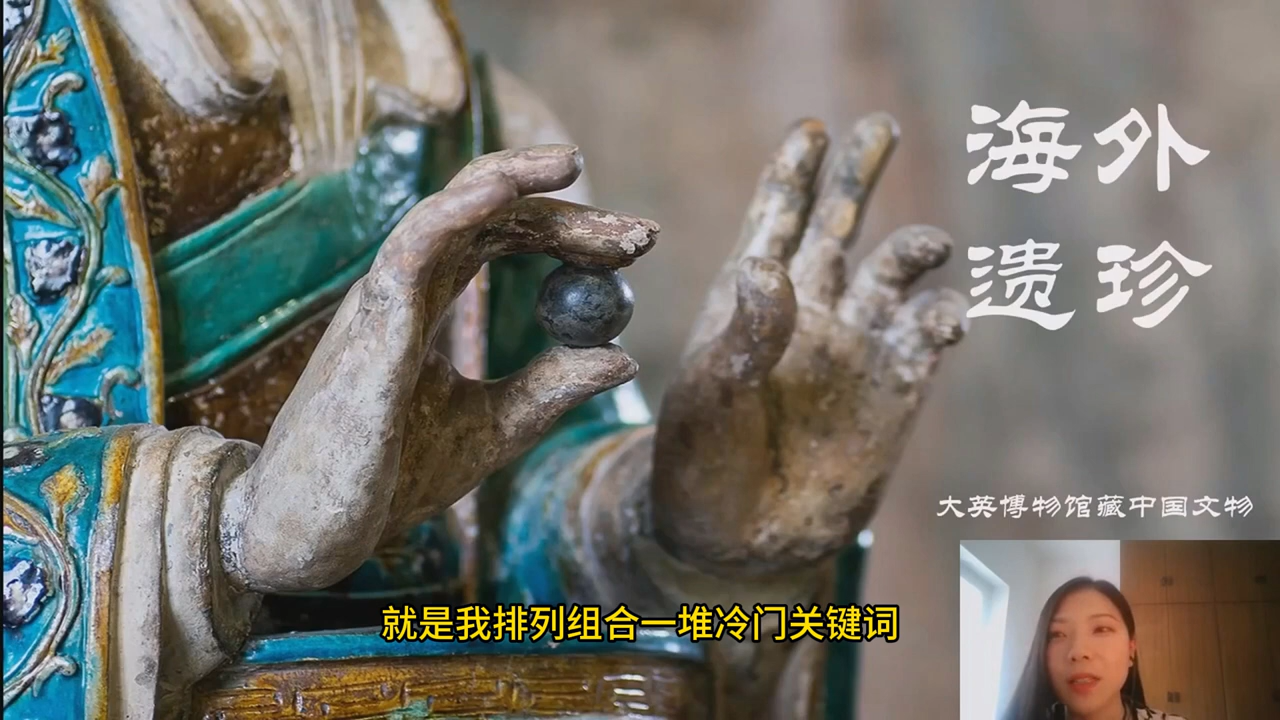 海外
遗珍
大英博物馆藏中国文物
就是我排列组合一堆冷门关键词